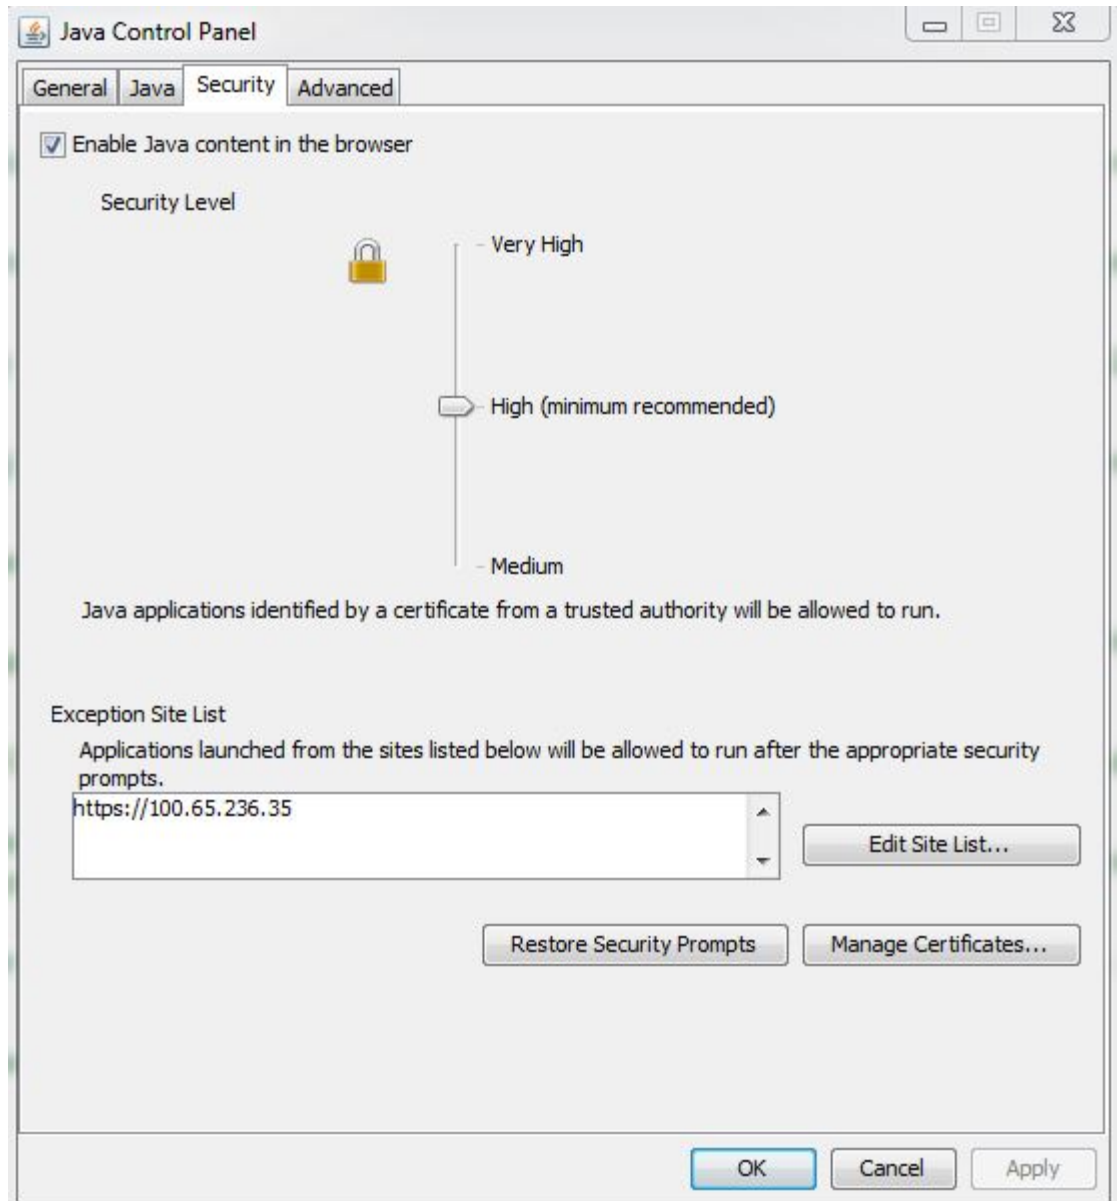 Java Control Panel
General Java Security Advanced
Enable Java content in the browser
Security Level
Very High
High (minimum recommended)
Medium
Java applications identified by a certificate from a trusted authority will be allowed to run.
Exception Site List
Applications launched from the sites listed below will be allowed to run after the appropriate security
prompts.
https://100.65.236.35
Edit Site List...
Restore Security Prompts Manage Certificates...
OK Cancel Apply